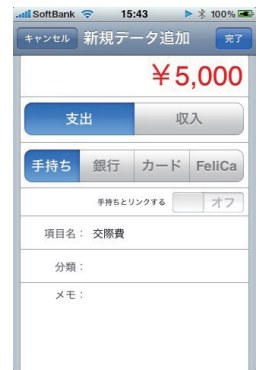 SoftBank 15:43 100%
キャンセル 新規データ追加 完了
￥5,000
支出 収入
手持ち 銀行 カード FeliCa
手持ちとリンクする オフ
項目名： 交際費
分類：
メモ：